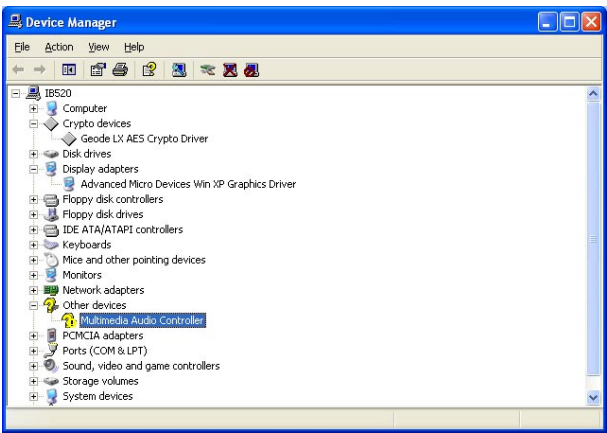 Device Manager
File Action View Help
IB520
Computer
Crypto devices
Geode LX AES Crypto Driver
Disk drives
Display adapters
Advanced Micro Devices Win XP Graphics Driver
Floppy disk controllers
Floppy disk drives
IDE ATA/ATAPI controllers
Keyboards
Mice and other pointing devices
Monitors
Network adapters
Other devices
Multimedia Audio Controller
PCMCIA adapters
Ports (COM & LPT)
Sound, video and game controllers
Storage volumes
System devices